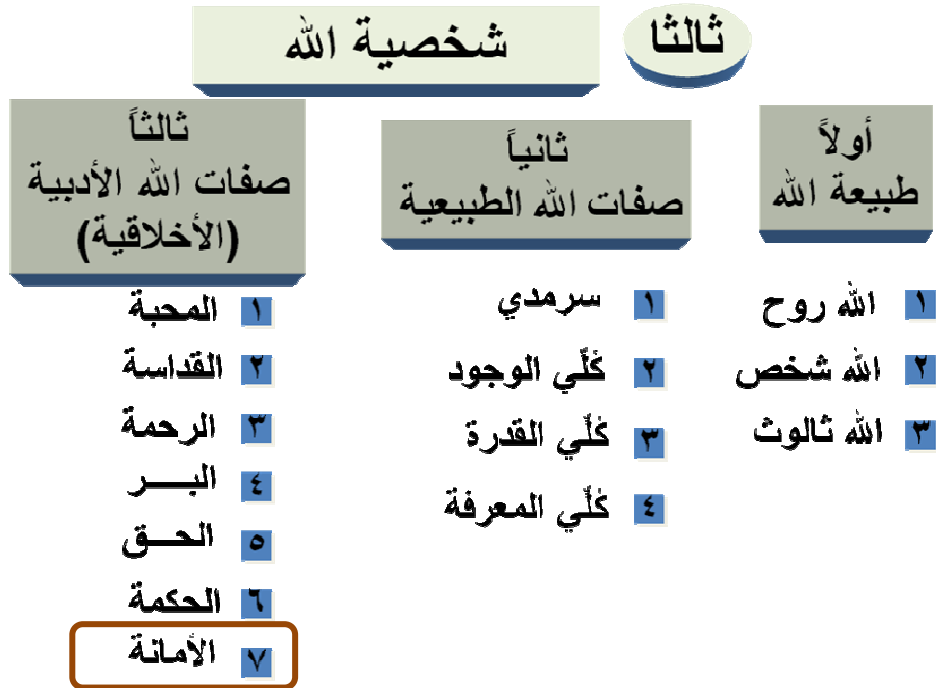 ثالثا
شخصية الله
أولاً
طبيعة الله
١ الله روح
٢ الله شخص
٣ الله ثالوث
ثانياً
صفات الله الطبيعية
١ سرمدي
٢ كُلّي الوجود
٣ كُلّي القدرة
٤ كُلّي المعرفة
ثالثاً
صفات الله الأدبية
(الأخلاقية)
١ المحبة
٢ القداسة
٣ الرحمة
٤ البـــر
٥ الحــق
٦ الحكمة
٧ الأمانة